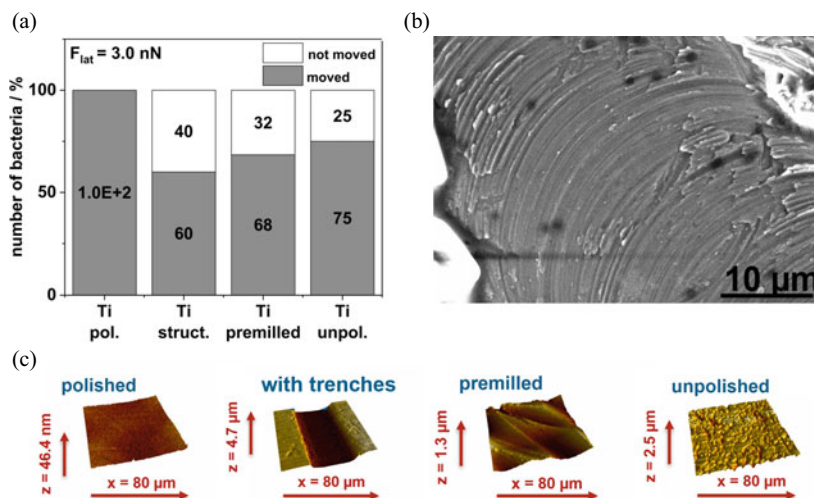 (a)
F_lat = 3.0 nN
not moved
moved
number of bacteria / %
100
50
0
1.0E+2
40
60
32
68
25
75
Ti pol.
Ti struct.
Ti premilled
Ti unpol.
(b)
10 µm
(c)
polished
z = 46.4 nm
x = 80 µm
with trenches
z = 4.7 µm
x = 80 µm
premilled
z = 1.3 µm
x = 80 µm
unpolished
z = 2.5 µm
x = 80 µm